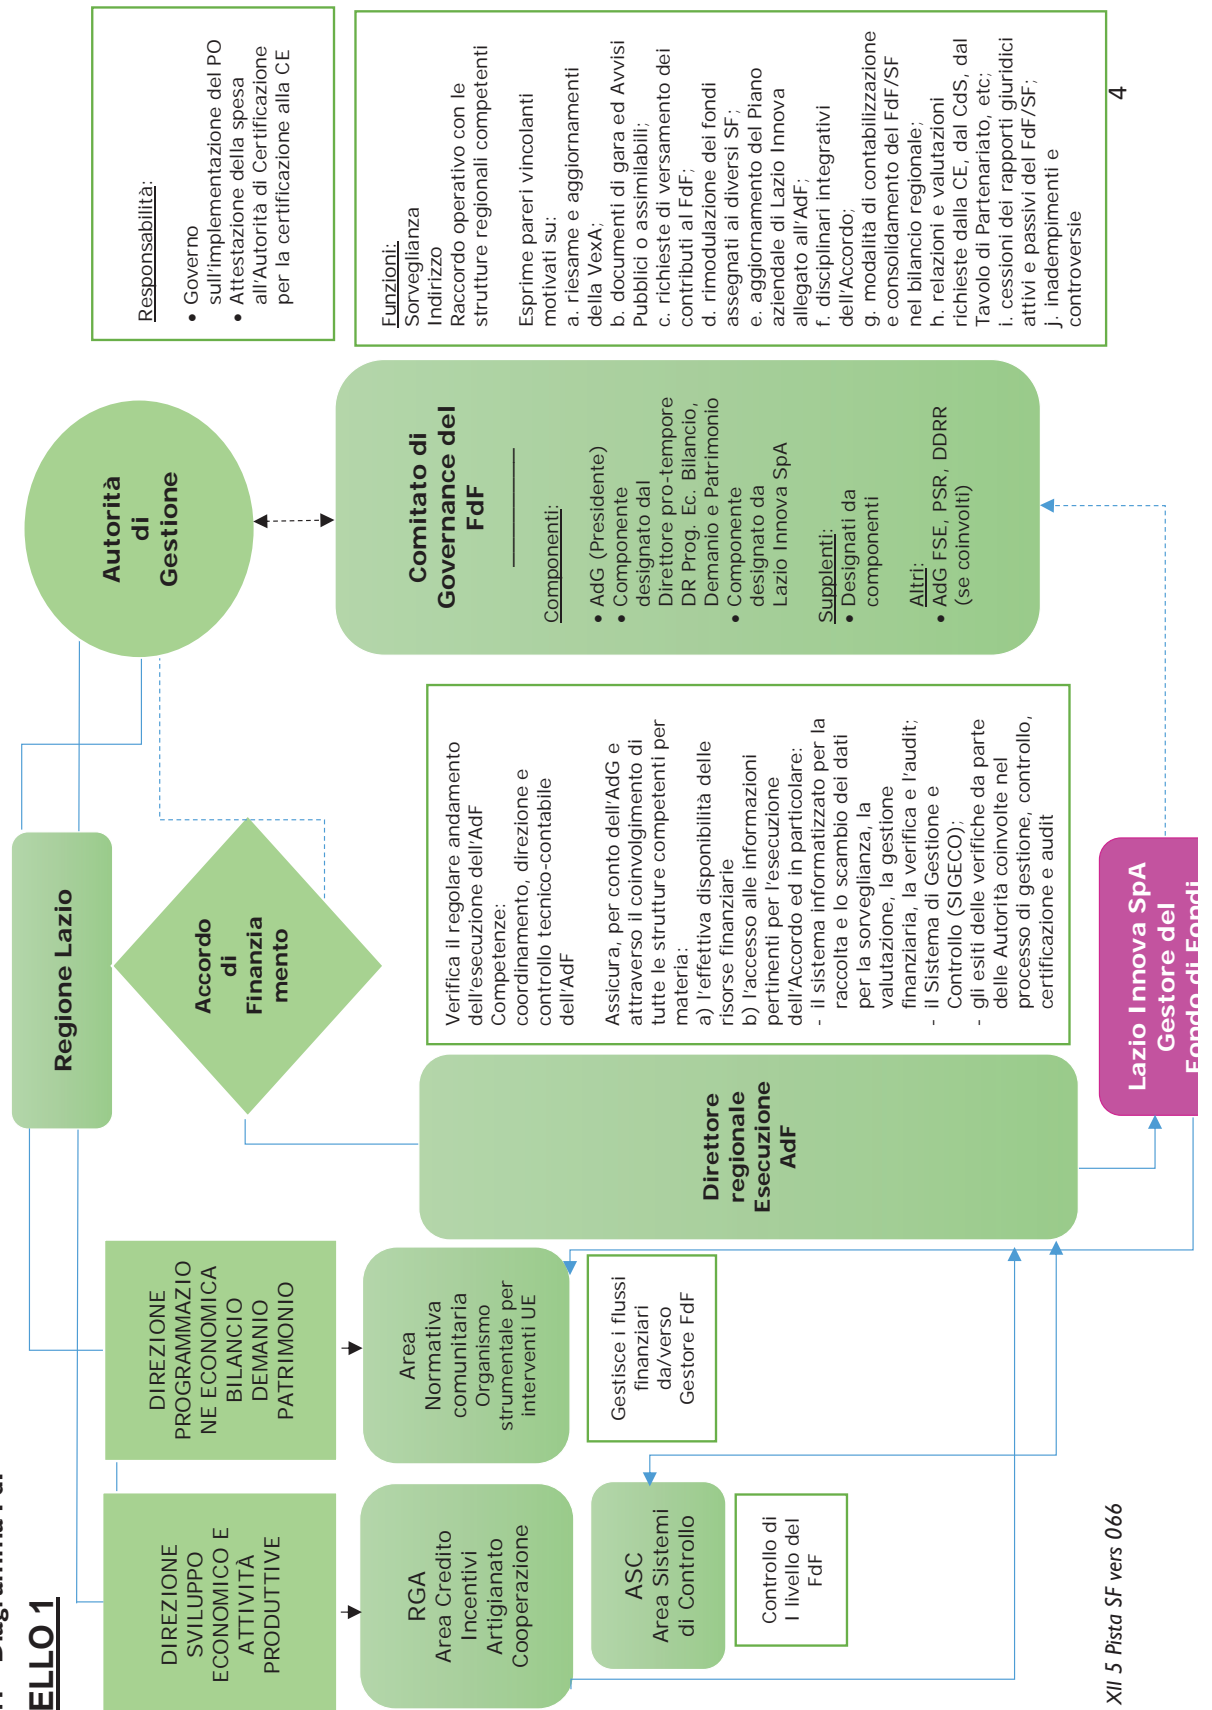 ELLO 1
Regione Lazio
Autorità
di
Gestione
Responsabilità:
• Governo
sull'implementazione del PO
• Attestazione della spesa
all'Autorità di Certificazione
per la certificazione alla CE
Accordo
di
Finanzia
mento
DIREZIONE
SVILUPPO
ECONOMICO E
ATTIVITÀ
PRODUTTIVE
DIREZIONE
PROGRAMMAZIO
NE ECONOMICA
BILANCIO
DEMANIO
PATRIMONIO
RGA
Area Credito
Incentivi
Artigianato
Cooperazione
Area
Normativa
comunitaria
Organismo
strumentale per
interventi UE
ASC
Area Sistemi
di Controllo
Controllo di
I livello del
FdF
Gestisce i flussi
finanziari
da/verso
Gestore FdF
Direttore
regionale
Esecuzione
AdF
Verifica il regolare andamento
dell'esecuzione dell'AdF
Competenze:
coordinamento, direzione e
controllo tecnico-contabile
dell'AdF
Assicura, per conto dell'AdG e
attraverso il coinvolgimento di
tutte le strutture competenti per
materia:
a) l'effettiva disponibilità delle
risorse finanziarie
b) l'accesso alle informazioni
pertinenti per l'esecuzione
dell'Accordo ed in particolare:
- il sistema informatizzato per la
raccolta e lo scambio dei dati
per la sorveglianza, la
valutazione, la gestione
finanziaria, la verifica e l'audit;
- il Sistema di Gestione e
Controllo (SIGECO);
- gli esiti delle verifiche da parte
delle Autorità coinvolte nel
processo di gestione, controllo,
certificazione e audit
Comitato di
Governance del
FdF
Componenti:
• AdG (Presidente)
• Componente
designato dal
Direttore pro-tempore
DR Prog. Ec. Bilancio,
Demanio e Patrimonio
• Componente
designato da
Lazio Innova SpA
Supplenti:
• Designati da
componenti
Altri:
• AdG FSE, PSR, DDRR
(se coinvolti)
Funzioni:
Sorveglianza
Indirizzo
Raccordo operativo con le
strutture regionali competenti
Esprime pareri vincolanti
motivati su:
a. riesame e aggiornamenti
della VexA;
b. documenti di gara ed Avvisi
Pubblici o assimilabili;
c. richieste di versamento dei
contributi al FdF;
d. rimodulazione dei fondi
assegnati ai diversi SF;
e. aggiornamento del Piano
aziendale di Lazio Innova
allegato all'AdF;
f. disciplinari integrativi
dell'Accordo;
g. modalità di contabilizzazione
e consolidamento del FdF/SF
nel bilancio regionale;
h. relazioni e valutazioni
richieste dalla CE, dal CdS, dal
Tavolo di Partenariato, etc;
i. cessioni dei rapporti giuridici
attivi e passivi del FdF/SF;
j. inadempimenti e
controversie
Lazio Innova SpA
Gestore del
Fondo di Fondi
XII 5 Pista SF vers 066
4